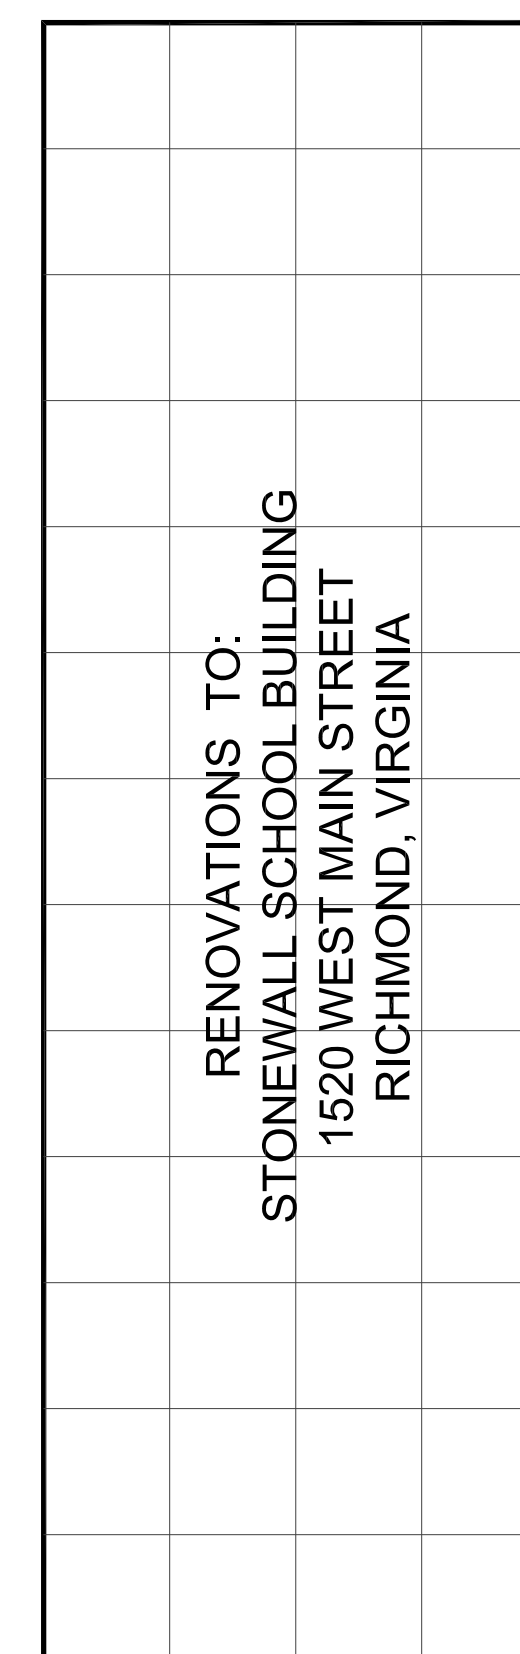 RENOVATIONS TO:
STONEWALL SCHOOL BUILDING
1520 WEST MAIN STREET
RICHMOND, VIRGINIA